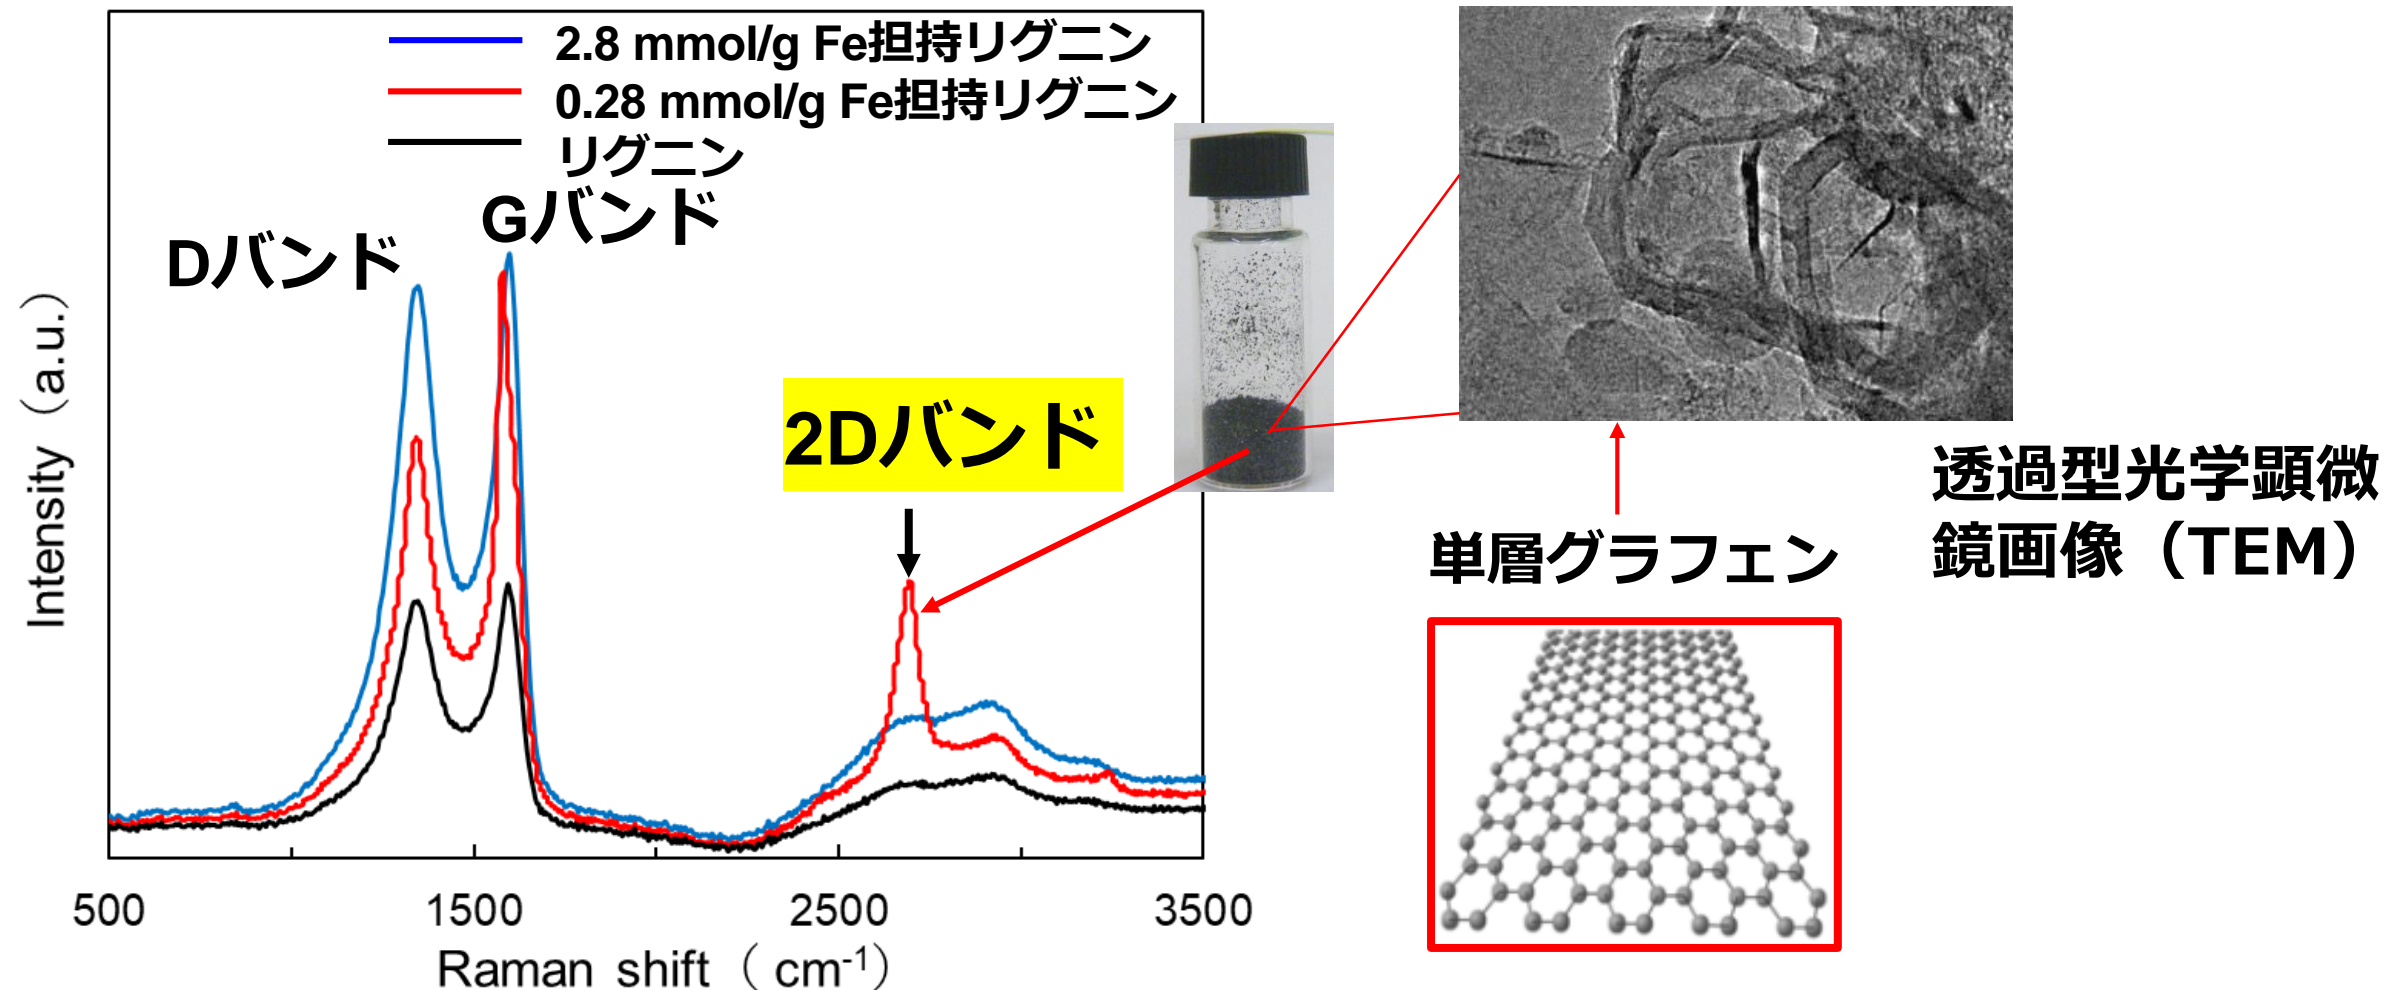 2.8 mmol/g Fe担持リグニン
0.28 mmol/g Fe担持リグニン
リグニン
Gバンド
Dバンド
2Dバンド
Intensity（a.u.）
500 1500 2500 3500
Raman shift（ cm-1）
透過型光学顕微
鏡画像（TEM）
単層グラフェン